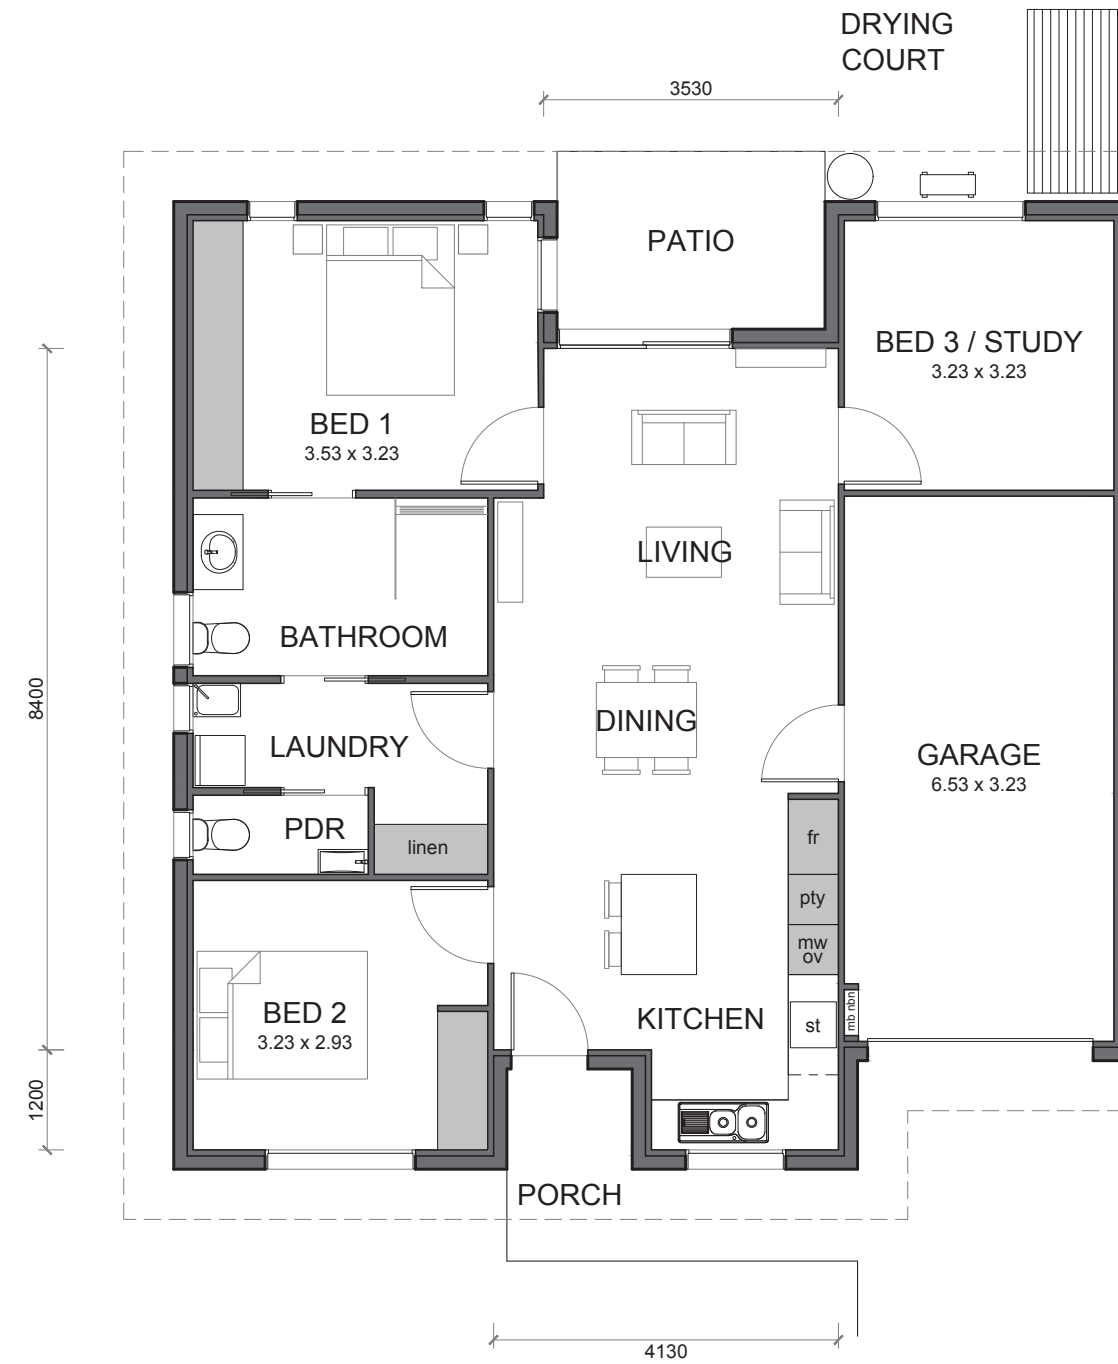 DRYING
COURT
3530
PATIO
BED 3 / STUDY
3.23 x 3.23
BED 1
3.53 x 3.23
LIVING
BATHROOM
8400
DINING
LAUNDRY
GARAGE
6.53 x 3.23
PDR
linen
fr
pty
mw
ov
BED 2
3.23 x 2.93
KITCHEN
st
mb nbn
1200
PORCH
4130